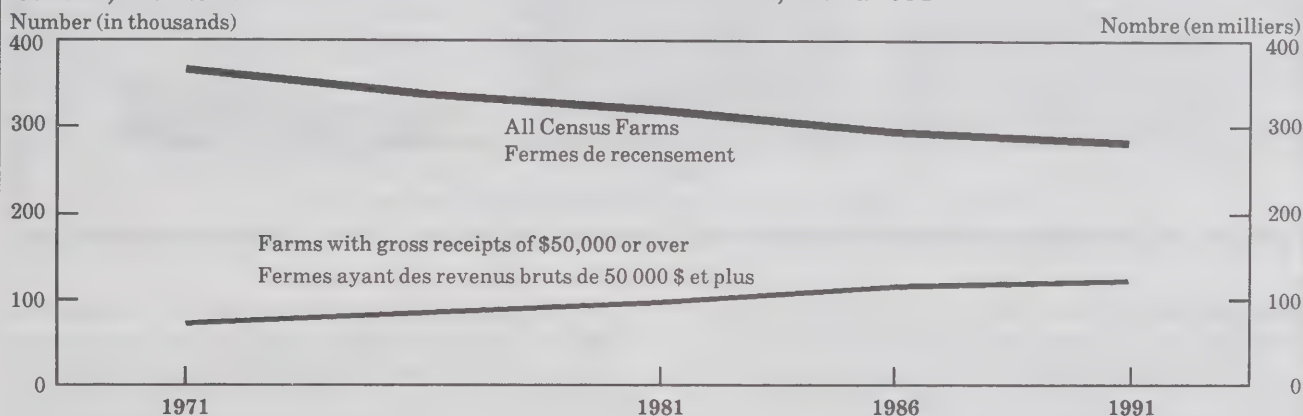 Number (in thousands)
Nombre (en milliers)
400
400
300
300
All Census Farms
Fermes de recensement
200
200
Farms with gross receipts of $50,000 or over
Fermes ayant des revenus bruts de 50 000 $ et plus
100
100
0
0
1971
1981
1986
1991